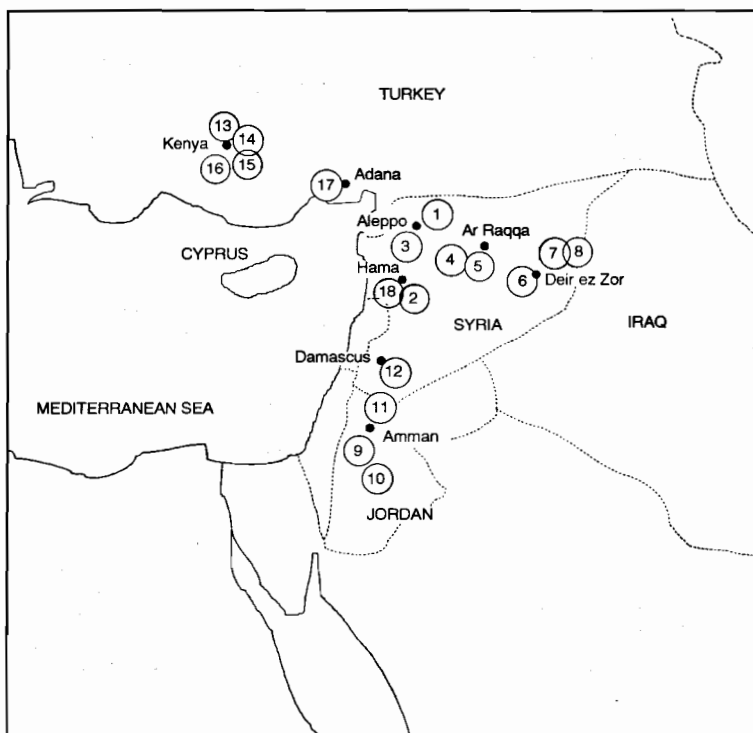 TURKEY
13
Kenya
14
16
15
17
Adana
1
Aleppo
Ar Raqqa
3
CYPRUS
4
5
7
8
Hama
6
Deir ez Zor
18
2
SYRIA
IRAQ
Damascus
12
MEDITERRANEAN SEA
11
Amman
9
10
JORDAN